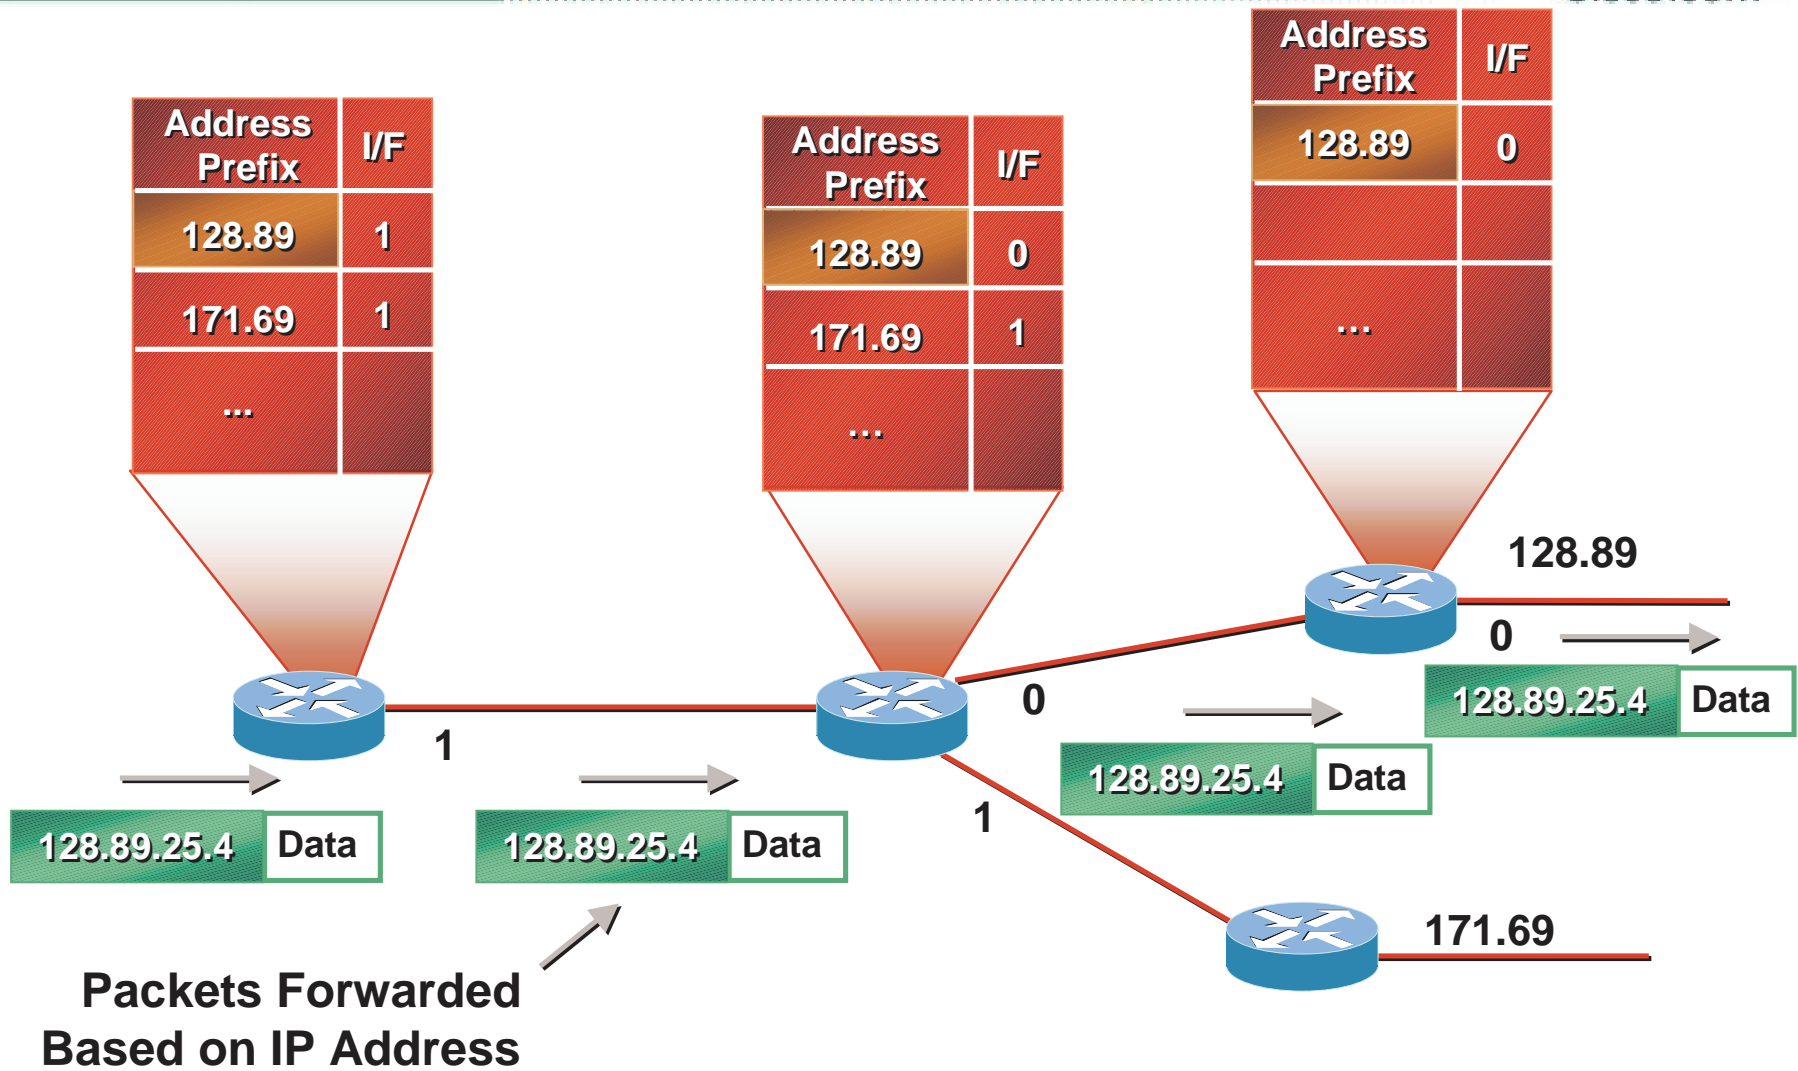 Address Prefix I/F
128.89 1
171.69 1
...
Address Prefix I/F
128.89 0
171.69 1
...
Address Prefix I/F
128.89 0
...
128.89
0
128.89.25.4 Data
0
128.89.25.4 Data
1
1
128.89.25.4 Data
128.89.25.4 Data
171.69
Packets Forwarded
Based on IP Address